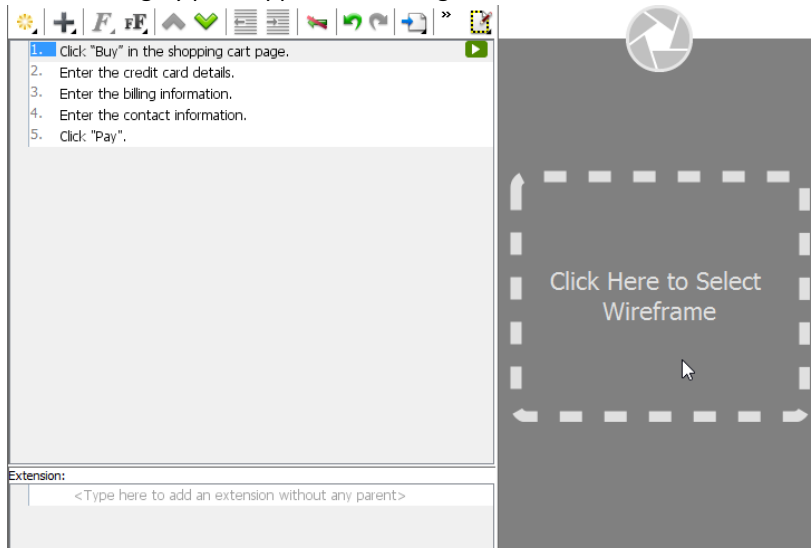 1. Click "Buy" in the shopping cart page.
2. Enter the credit card details.
3. Enter the billing information.
4. Enter the contact information.
5. Click "Pay".
Click Here to Select
Wireframe
Extension:
<Type here to add an extension without any parent>